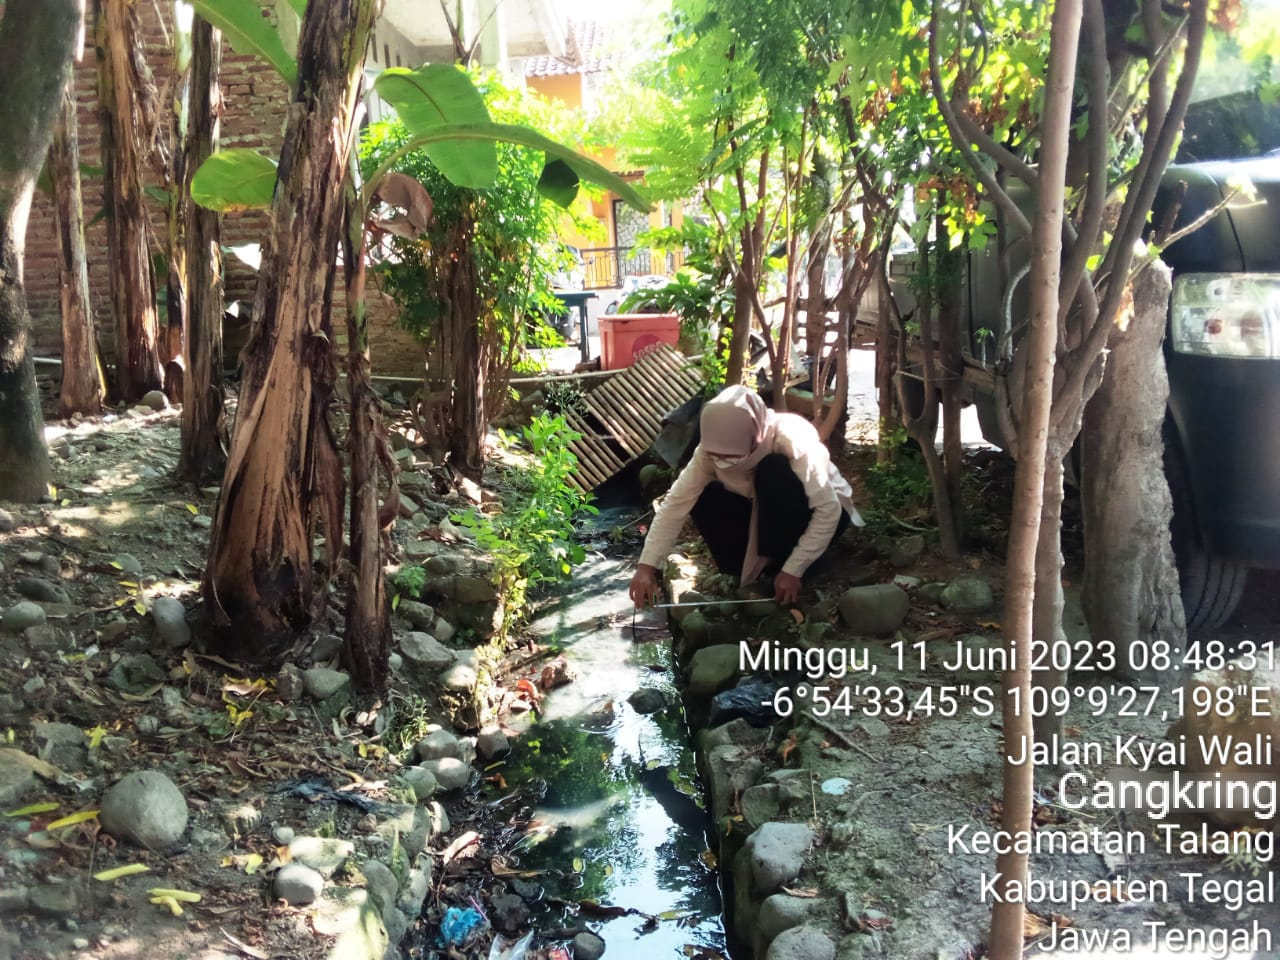 Minggu, 11 Juni 2023 08:48:31
-6°54'33,45"S 109°9'27,198"E
Jalan Kyai Wali
Cangkring
Kecamatan Talang
Kabupaten Tegal
Jawa Tengah